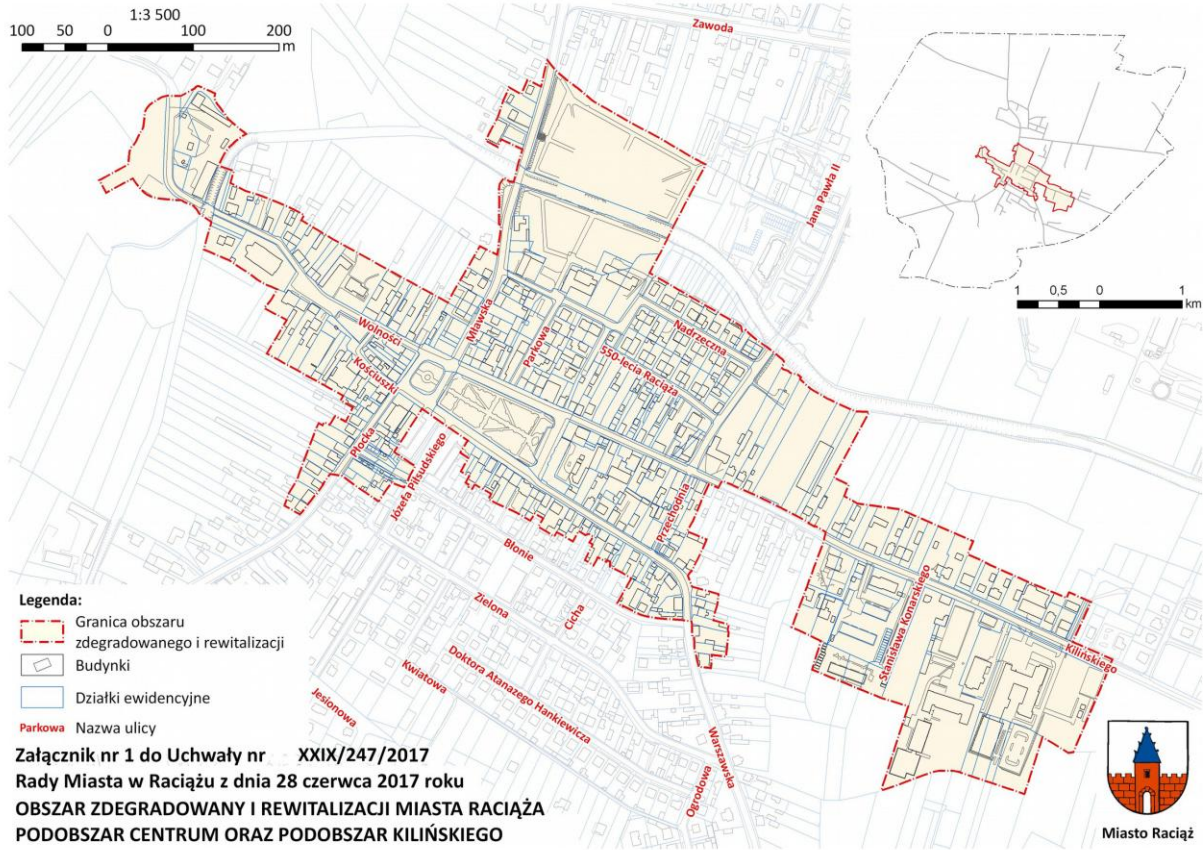 1:3 500
100 50 0 100 200
m
Zawoda
Jana Pawła II
1 0,5 0 1
km
Mławska
Wolności
Parkowa
Nadrzeczna
550-lecia Raciąża
Kościuszki
Płocka
Józefa Piłsudskiego
Przechodnia
Błonie
Zielona
Cicha
Stanisława Konarskiego
Kilińskiego
Kwiatowa
Doktora Atanazego Hankiewicza
Jesionowa
Warszawska
Ogrodowa
Legenda:
Granica obszaru
zdegradowanego i rewitalizacji
Budynki
Działki ewidencyjne
Parkowa Nazwa ulicy
Załącznik nr 1 do Uchwały nr XXIX/247/2017
Rady Miasta w Raciążu z dnia 28 czerwca 2017 roku
OBSZAR ZDEGRADOWANY I REWITALIZACJI MIASTA RACIĄŻA
PODOBSZAR CENTRUM ORAZ PODOBSZAR KILIŃSKIEGO
Miasto Raciąż